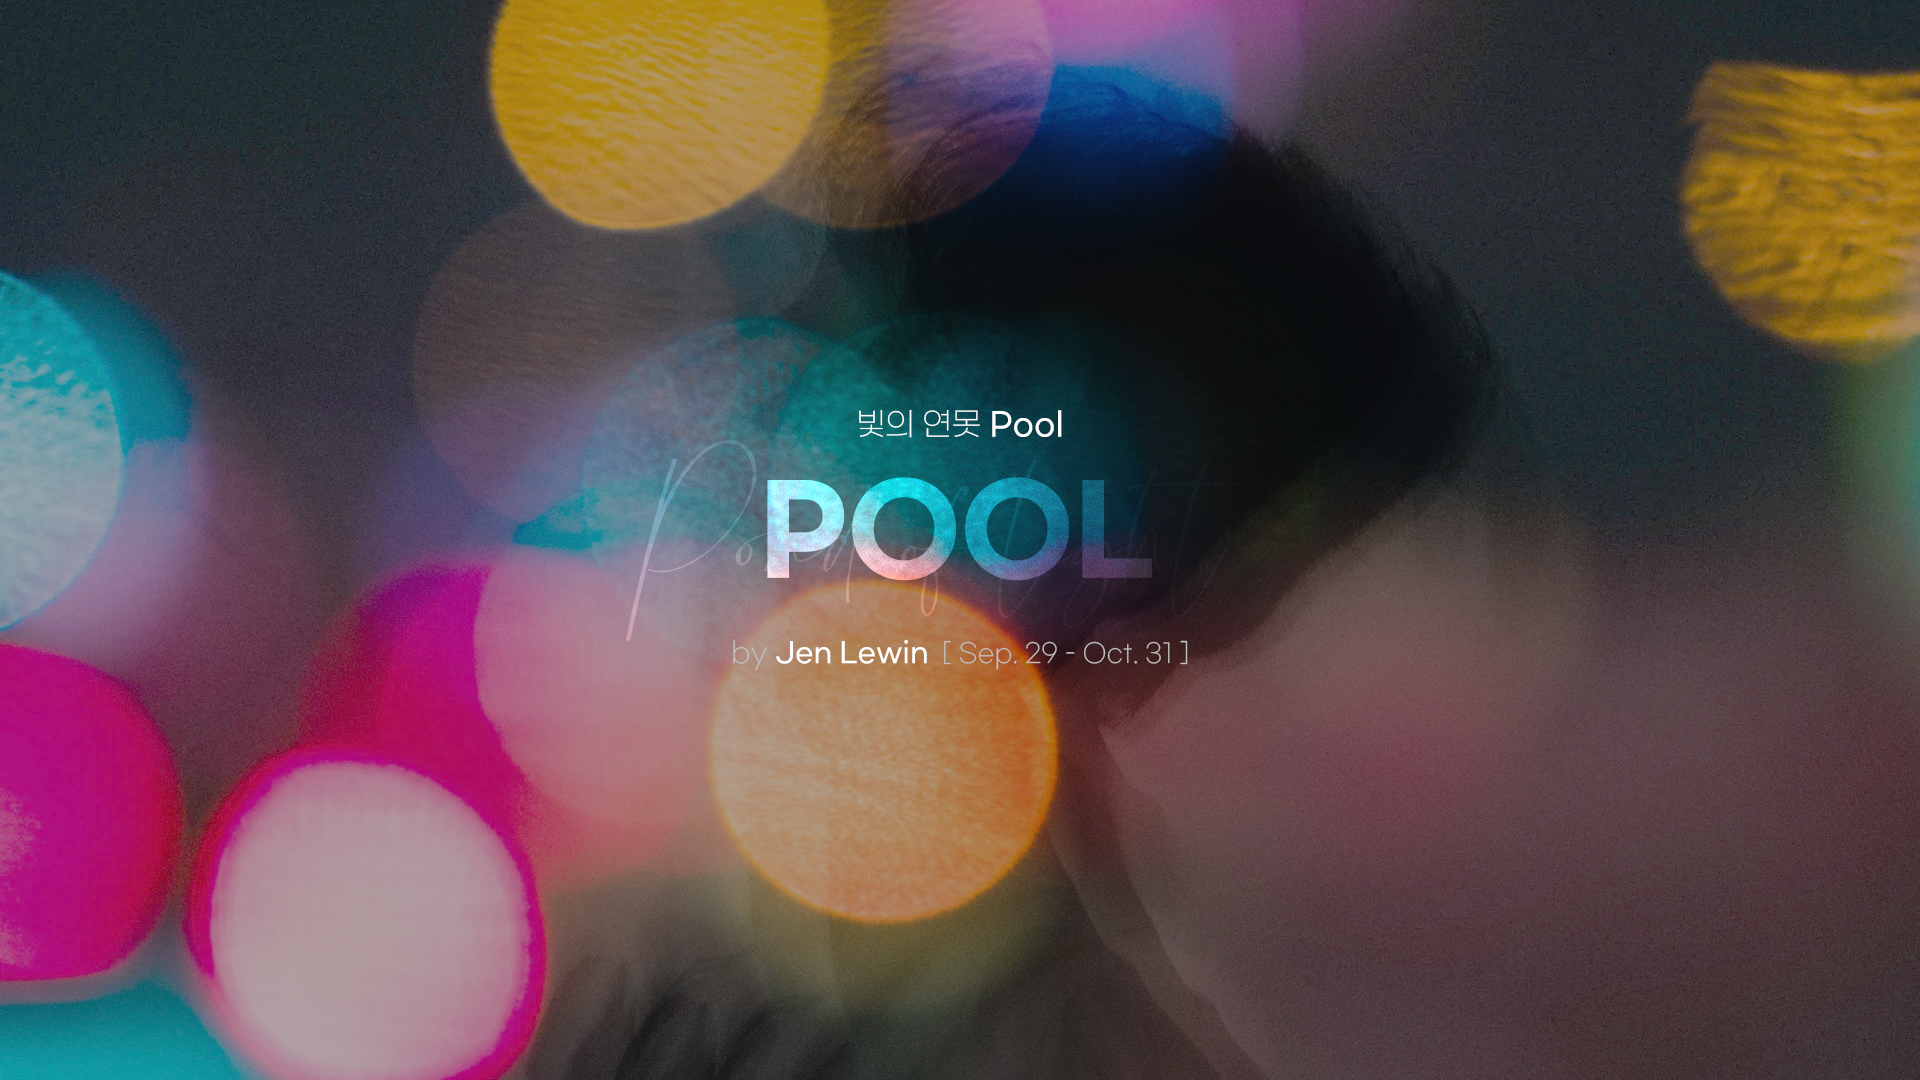 빛의 연못 Pool
POOL
by Jen Lewin [ Sep. 29 - Oct. 31 ]